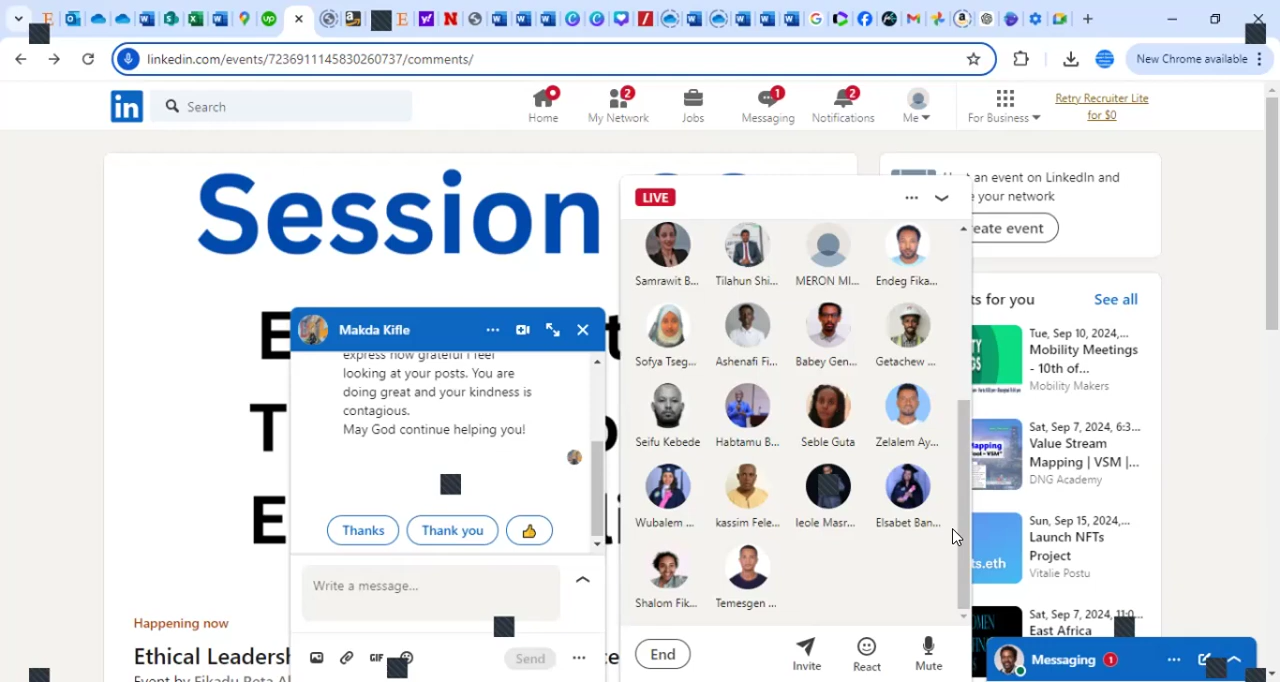 linkedin.com/events/7236911145830260737/comments/
New Chrome available
in
Search
Home
2
My Network
Jobs
1
Messaging
2
Notifications
Me
For Business
Retry Recruiter Lite
for $0
Session
LIVE
Samrawit B...
Tilahun Shi...
MERON MI...
Endeg Fika...
Sofya Tseg...
Ashenafi Fi...
Babey Gen...
Getachew ...
Seifu Kebede
Habtamu B...
Seble Guta
Zelalem Ay...
Wubalem ...
kassim Fele...
leole Masr...
Elsabet Ban...
Shalom Fik...
Temesgen ...
End
Invite
React
Mute
Makda Kifle
express how grateful I feel
looking at your posts. You are
doing great and your kindness is
contagious.
May God continue helping you!
Thanks
Thank you
Write a message...
GIF
Send
Happening now
Ethical Leadersh
Event by Fikadu Reta Al
an event on LinkedIn and
your network
eate event
ts for you
See all
Tue, Sep 10, 2024,...
Mobility Meetings
- 10th of...
Mobility Makers
Sat, Sep 7, 2024, 6:3...
Value Stream
Mapping | VSM |...
DNG Academy
Sun, Sep 15, 2024,...
Launch NFTs
Project
Vitalie Postu
Sat, Sep 7, 2024, 11:0...
East Africa
Messaging
1